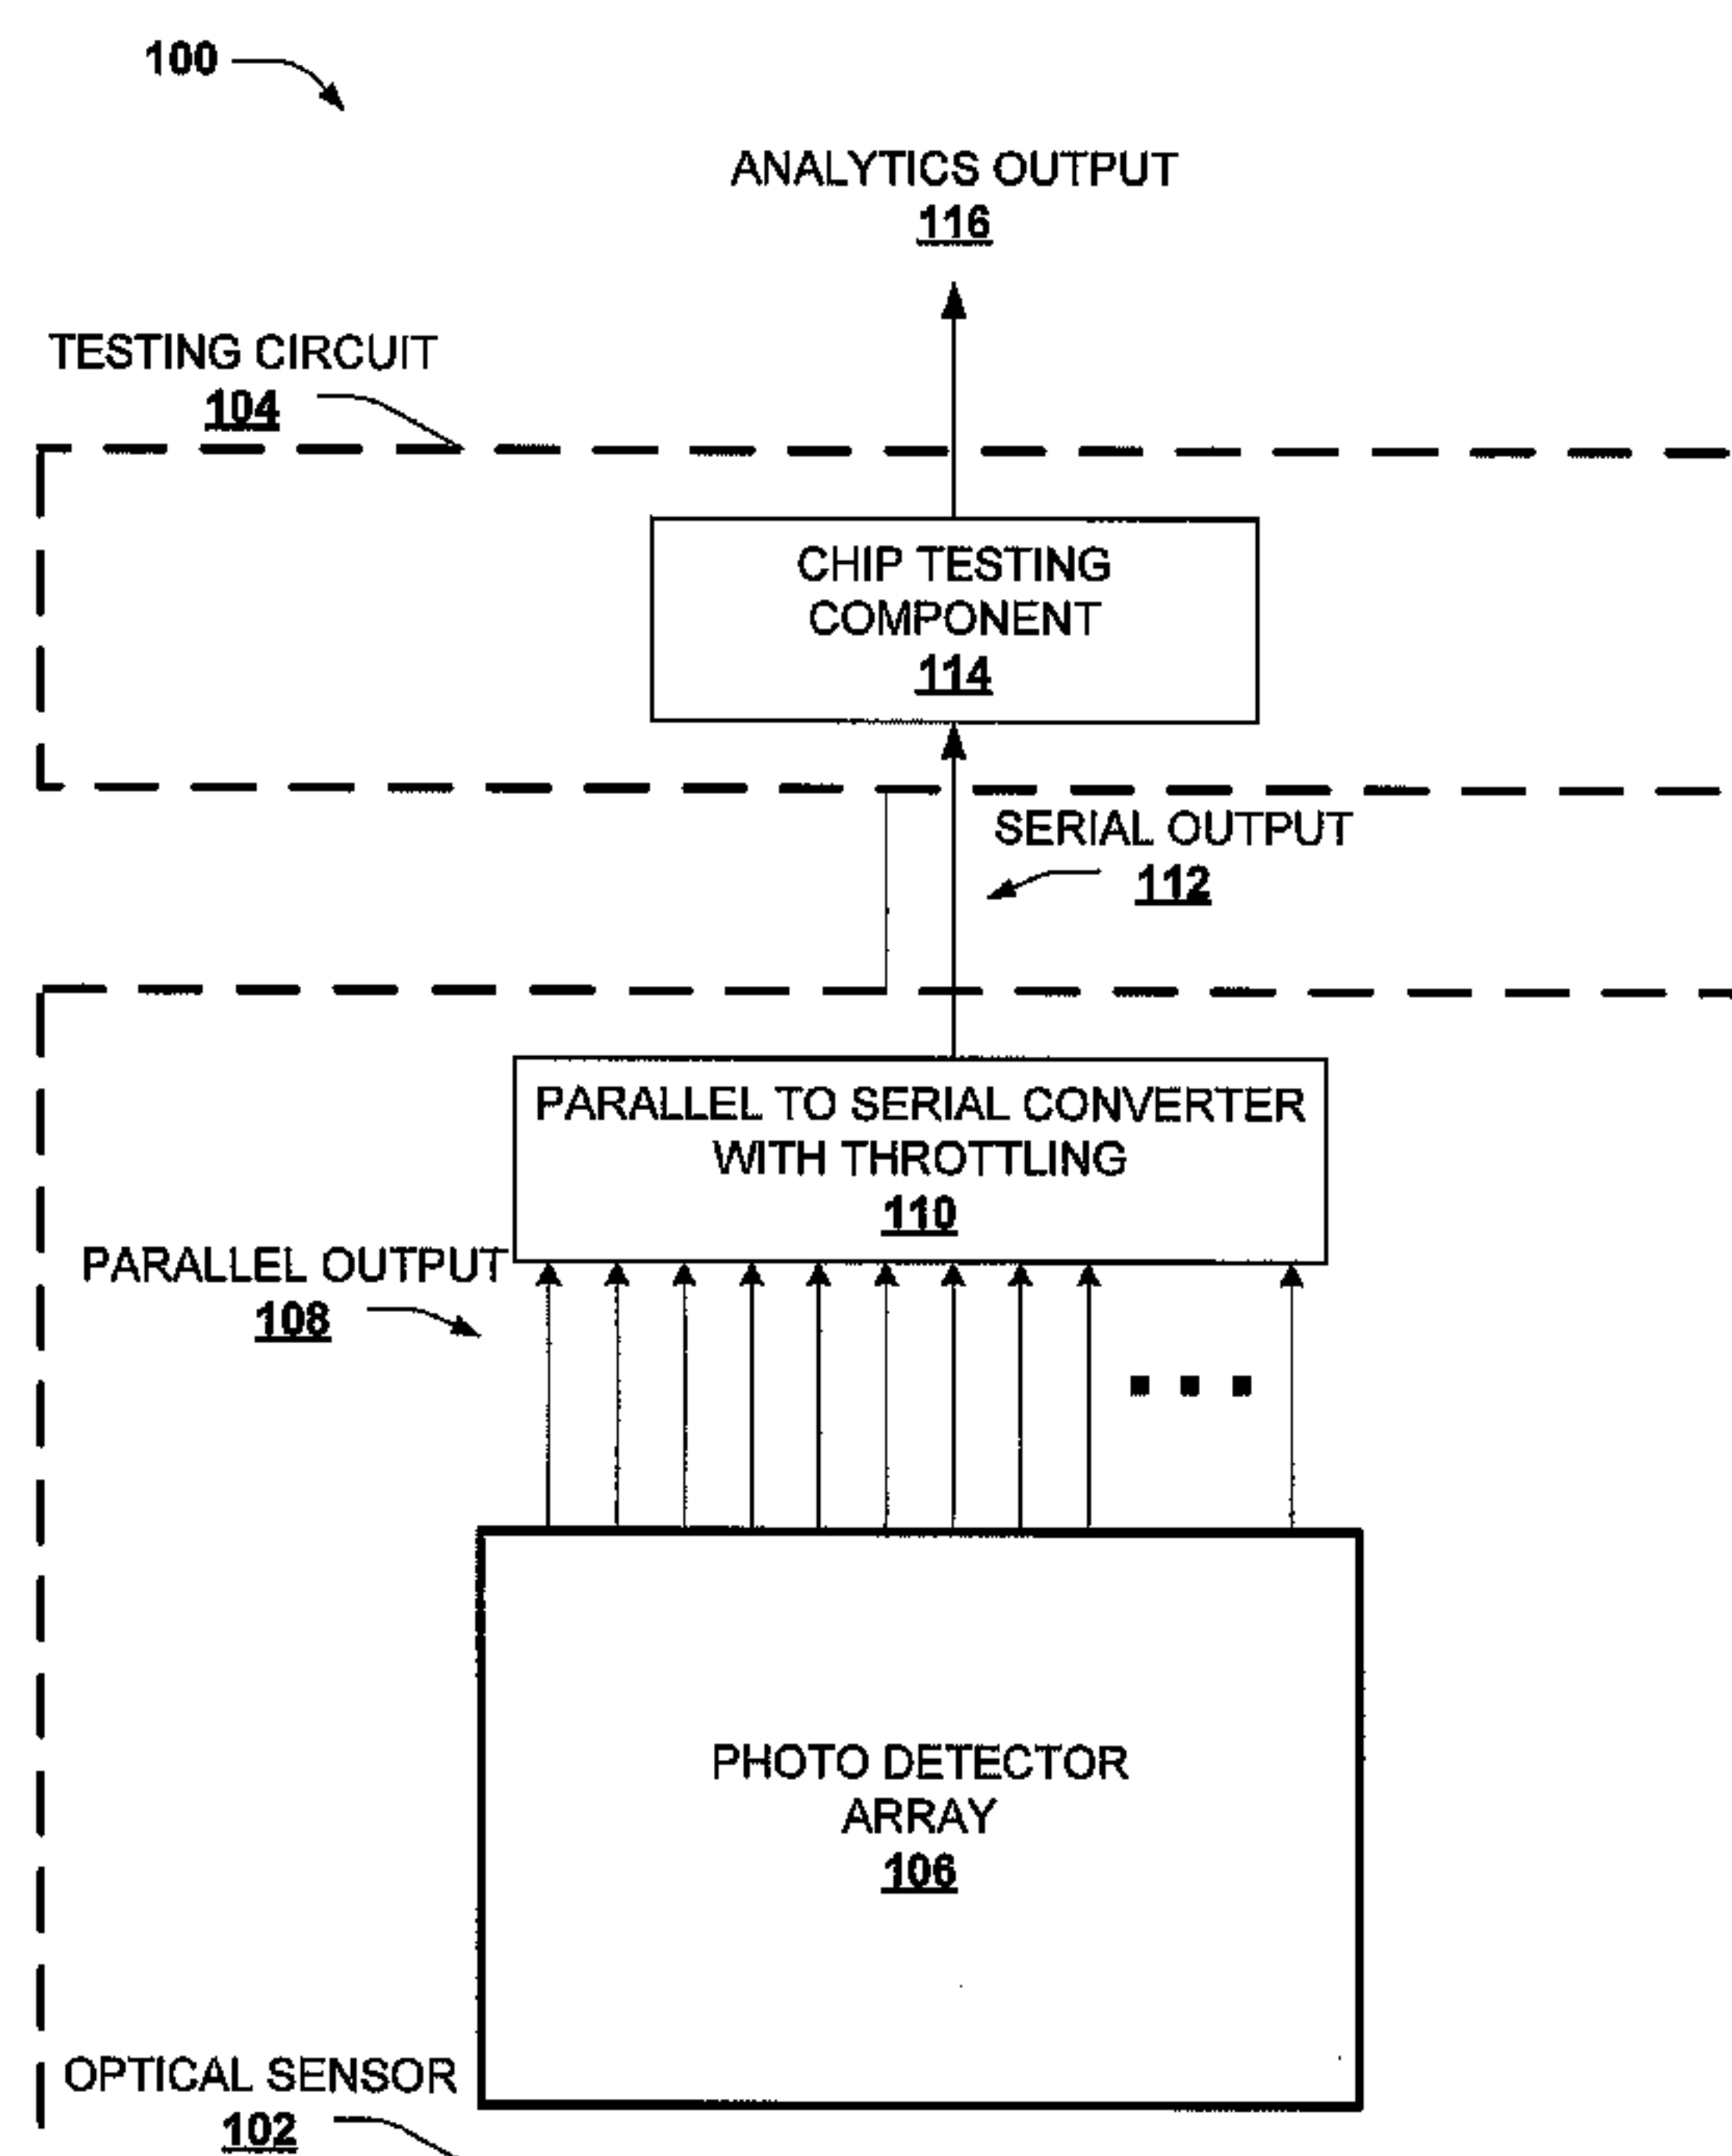 100
ANALYTICS OUTPUT
116
TESTING CIRCUIT
104
CHIP TESTING
COMPONENT
114
SERIAL OUTPUT
112
PARALLEL TO SERIAL CONVERTER
WITH THROTTLING
110
PARALLEL OUTPUT
108
PHOTO DETECTOR
ARRAY
106
OPTICAL SENSOR
102